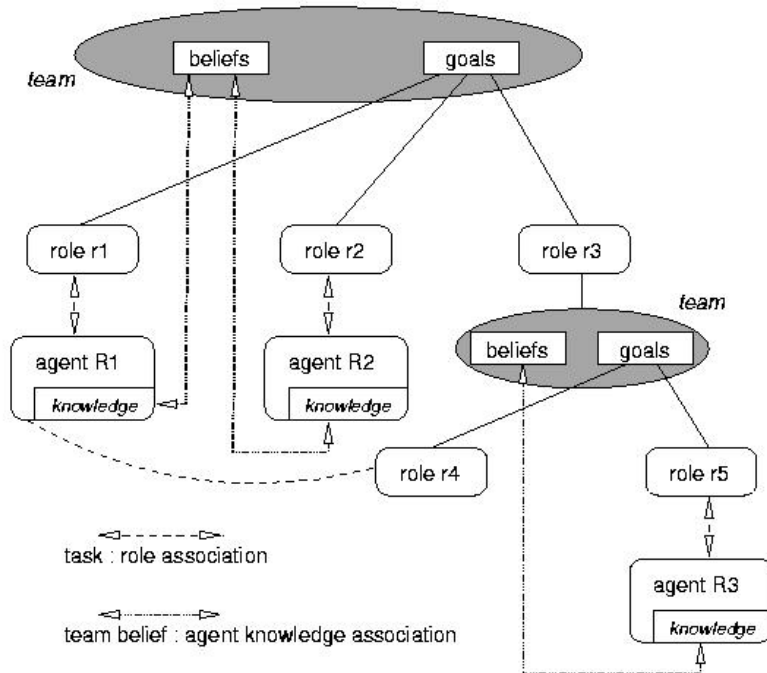 beliefs
goals
team
role r1
role r2
role r3
team
agent R1
knowledge
agent R2
knowledge
beliefs
goals
role r4
role r5
task : role association
agent R3
knowledge
team belief : agent knowledge association